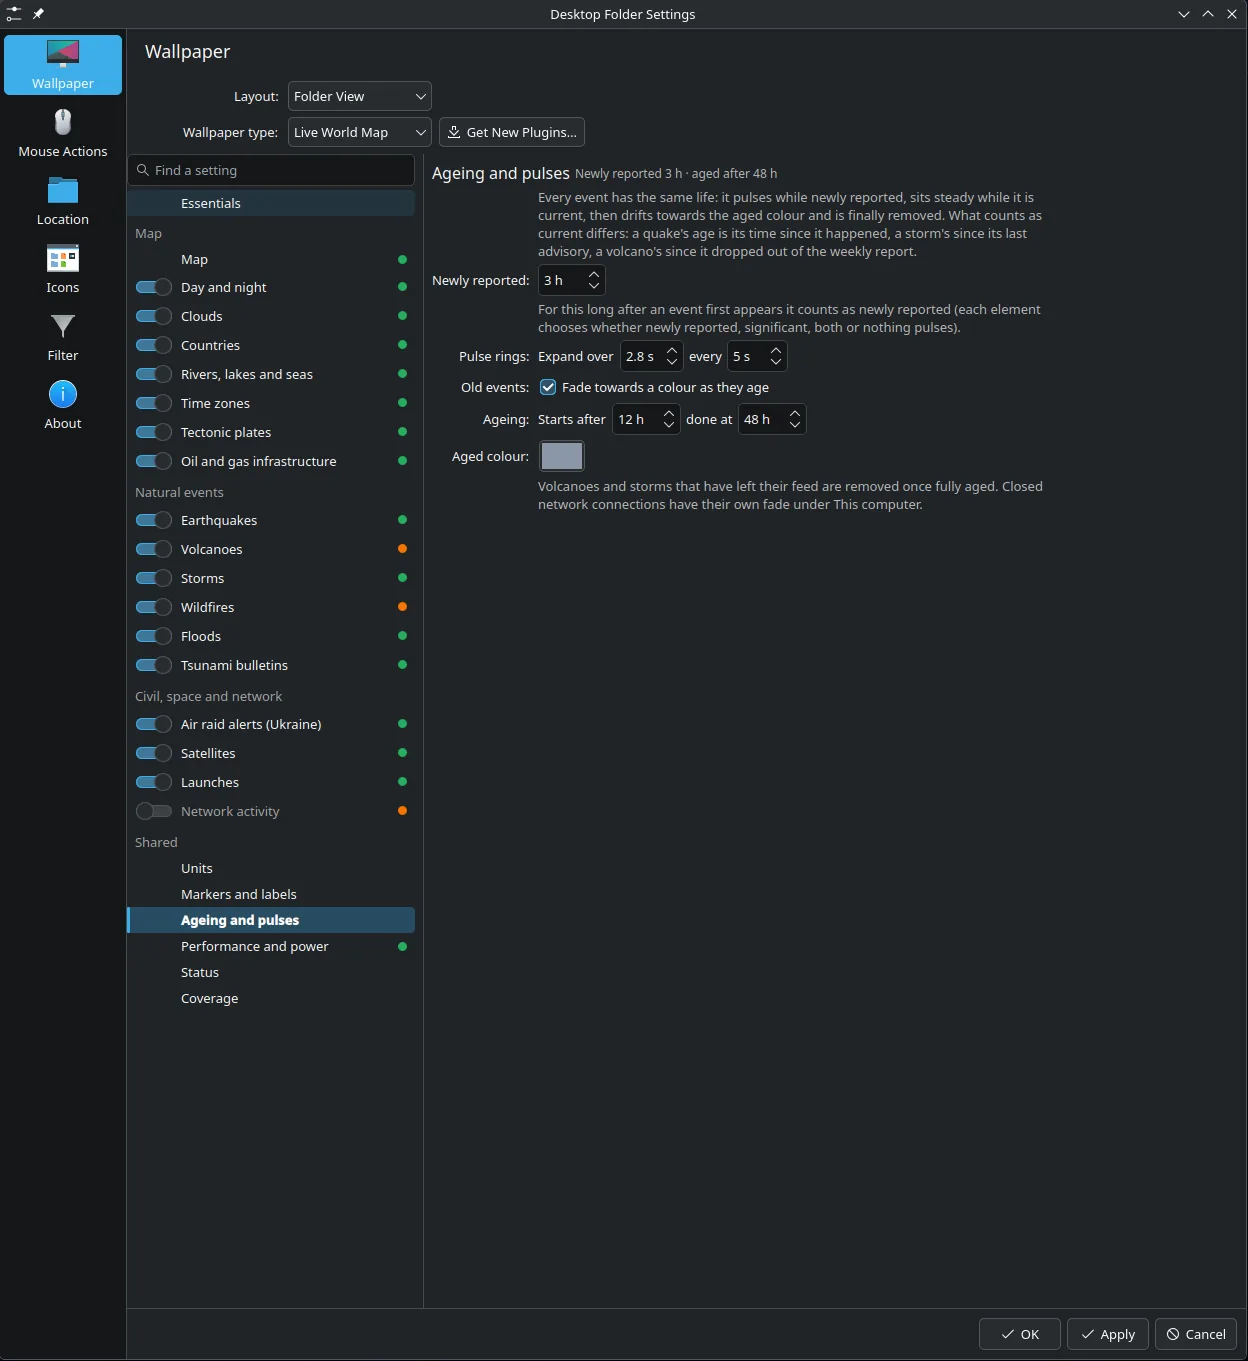 Desktop Folder Settings
Wallpaper
Mouse Actions
Location
Icons
Filter
About
Wallpaper
Layout:
Folder View
Wallpaper type:
Live World Map
Get New Plugins...
Find a setting
Essentials
Map
Map
Day and night
Clouds
Countries
Rivers, lakes and seas
Time zones
Tectonic plates
Oil and gas infrastructure
Natural events
Earthquakes
Volcanoes
Storms
Wildfires
Floods
Tsunami bulletins
Civil, space and network
Air raid alerts (Ukraine)
Satellites
Launches
Network activity
Shared
Units
Markers and labels
Ageing and pulses
Performance and power
Status
Coverage
Ageing and pulses Newly reported 3 h · aged after 48 h
Every event has the same life: it pulses while newly reported, sits steady while it is
current, then drifts towards the aged colour and is finally removed. What counts as
current differs: a quake's age is its time since it happened, a storm's since its last
advisory, a volcano's since it dropped out of the weekly report.
Newly reported: 3 h
For this long after an event first appears it counts as newly reported (each element
chooses whether newly reported, significant, both or nothing pulses).
Pulse rings: Expand over 2.8 s every 5 s
Old events: Fade towards a colour as they age
Ageing: Starts after 12 h done at 48 h
Aged colour:
Volcanoes and storms that have left their feed are removed once fully aged. Closed
network connections have their own fade under This computer.
OK
Apply
Cancel